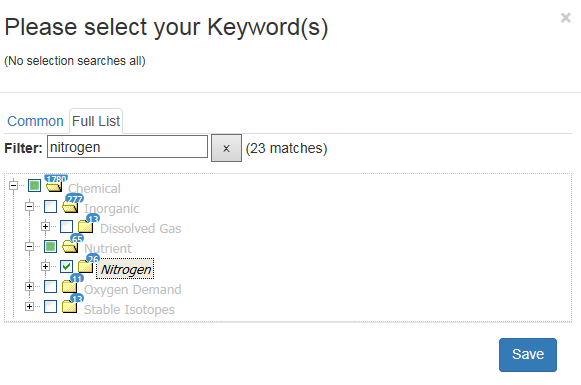 Please select your Keyword(s)
×
(No selection searches all)
Common Full List
Filter: nitrogen x (23 matches)
1780 Chemical
277 Inorganic
13 Dissolved Gas
65 Nutrient
26 Nitrogen
11 Oxygen Demand
13 Stable Isotopes
Save